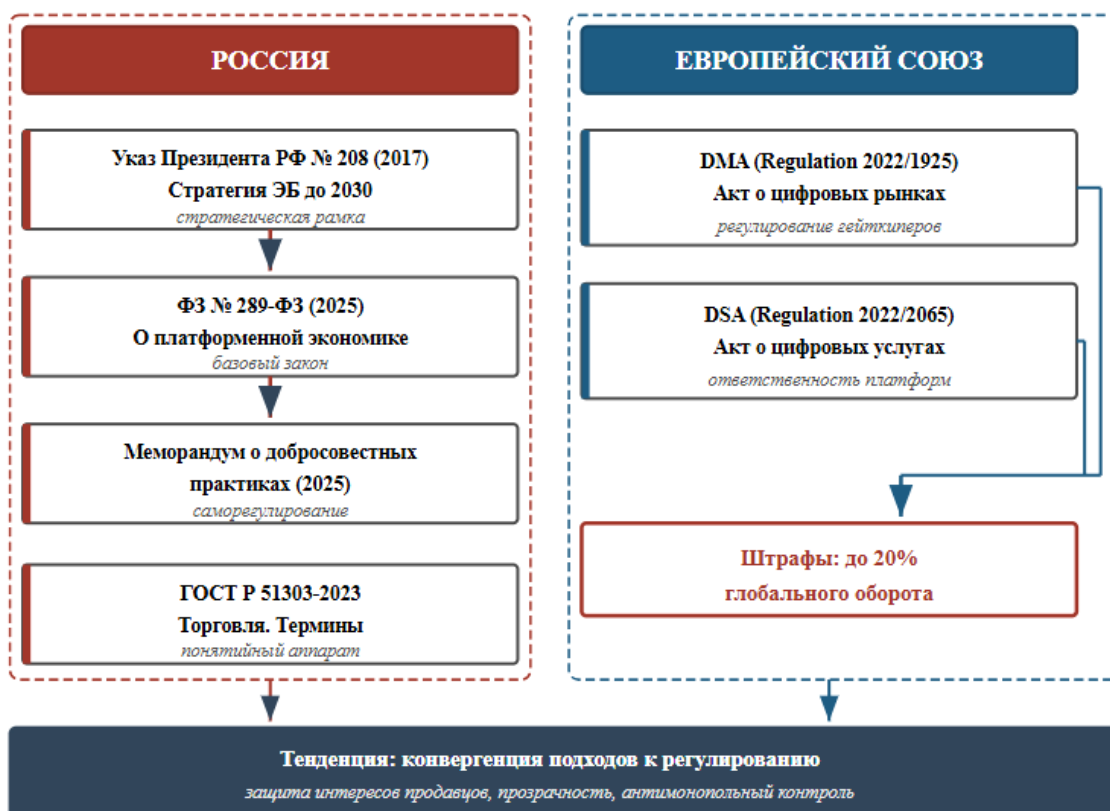 РОССИЯ
Указ Президента РФ № 208 (2017)
Стратегия ЭБ до 2030
стратегическая рамка
ФЗ № 289-ФЗ (2025)
О платформенной экономике
базовый закон
Меморандум о добросовестных
практиках (2025)
саморегулирование
ГОСТ Р 51303-2023
Торговля. Термины
понятийный аппарат
ЕВРОПЕЙСКИЙ СОЮЗ
DMA (Regulation 2022/1925)
Акт о цифровых рынках
регулирование гейткиперов
DSA (Regulation 2022/2065)
Акт о цифровых услугах
ответственность платформ
Штрафы: до 20%
глобального оборота
Тенденция: конвергенция подходов к регулированию
защита интересов продавцов, прозрачность, антимонопольный контроль